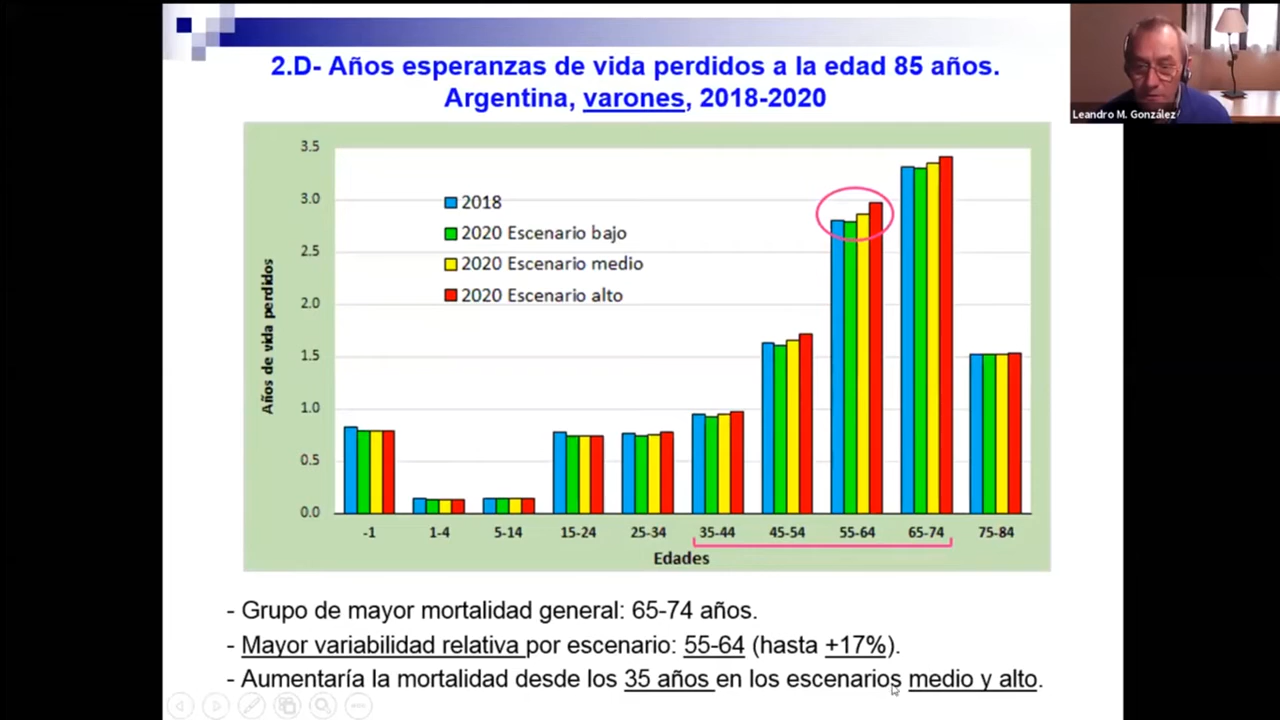 2.D- Años esperanzas de vida perdidos a la edad 85 años.
Argentina, varones, 2018-2020
Leandro M. González
3.5
3.0
2.5
2.0
1.5
1.0
0.5
0.0
Años de vida perdidos
2018
2020 Escenario bajo
2020 Escenario medio
2020 Escenario alto
-1 1-4 5-14 15-24 25-34 35-44 45-54 55-64 65-74 75-84
Edades
- Grupo de mayor mortalidad general: 65-74 años.
- Mayor variabilidad relativa por escenario: 55-64 (hasta +17%).
- Aumentaría la mortalidad desde los 35 años en los escenarios medio y alto.